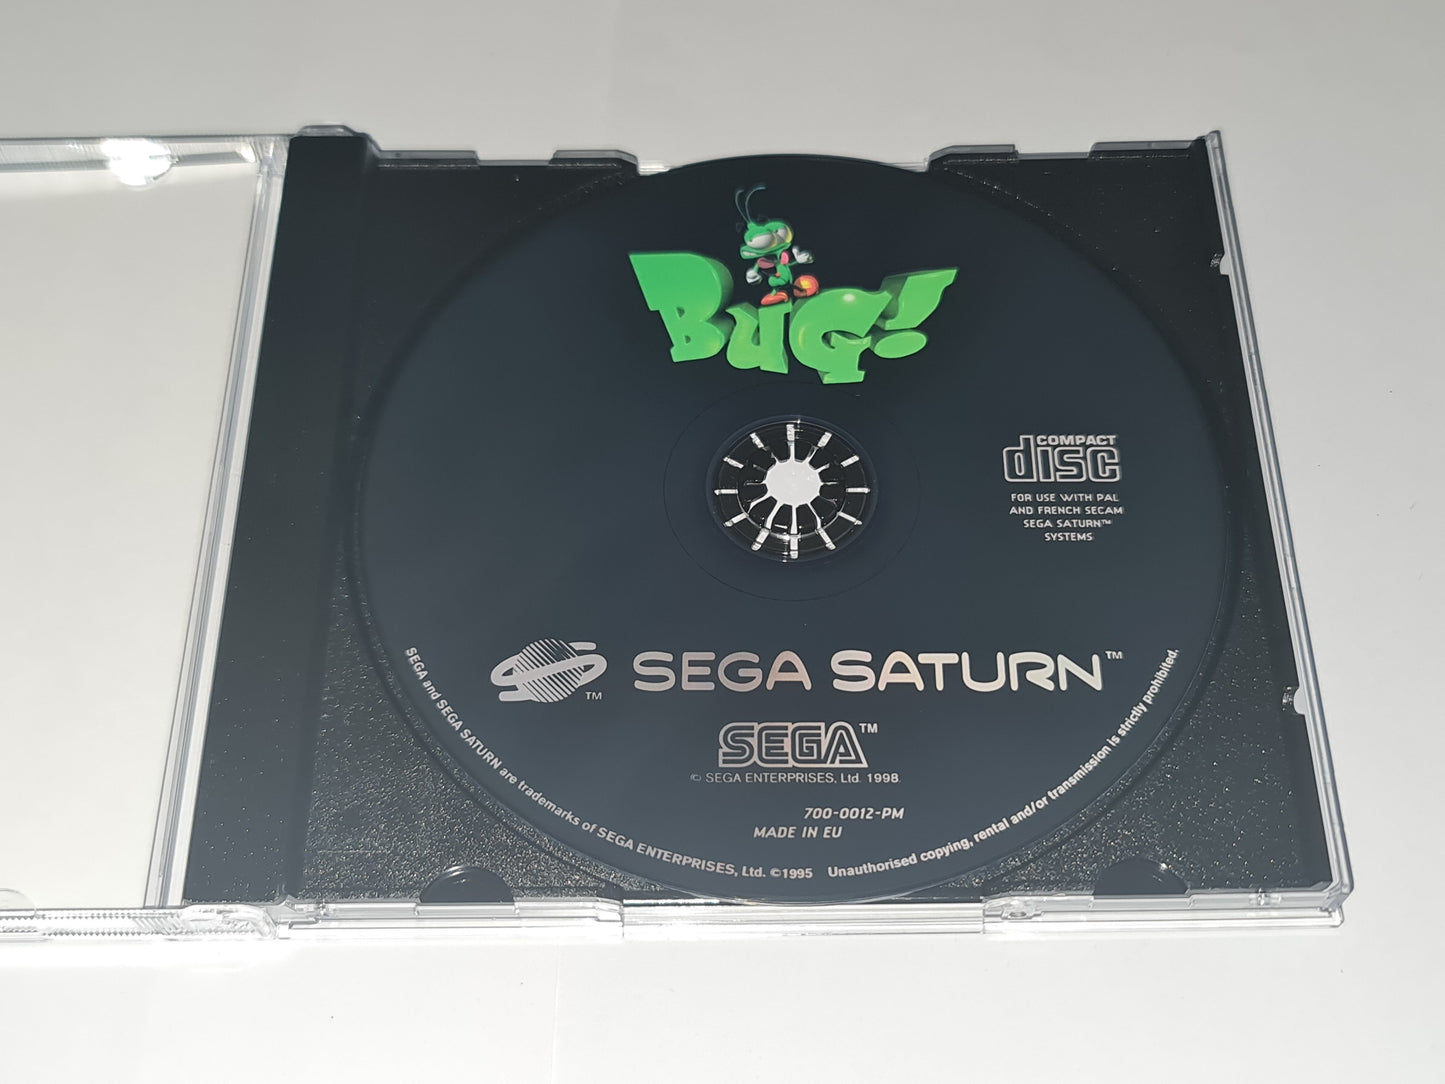 BUG!
COMPACT
disc
FOR USE WITH PAL
AND FRENCH SECAM
SEGA SATURN™
SYSTEMS
TM
SEGA SATURN™
SEGA™
© SEGA ENTERPRISES, Ltd. 1998
700-0012-PM
MADE IN EU
SEGA and SEGA SATURN are trademarks of SEGA ENTERPRISES, Ltd. ©1995 Unauthorised copying, rental and/or transmission is strictly prohibited.